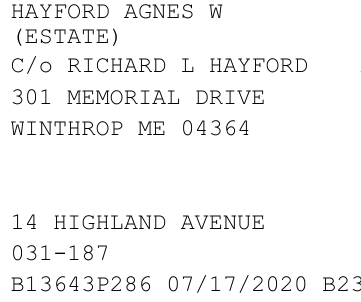 HAYFORD AGNES W
(ESTATE)
C/o RICHARD L HAYFORD
301 MEMORIAL DRIVE
WINTHROP ME 04364
14 HIGHLAND AVENUE
031-187
B13643P286 07/17/2020 B23